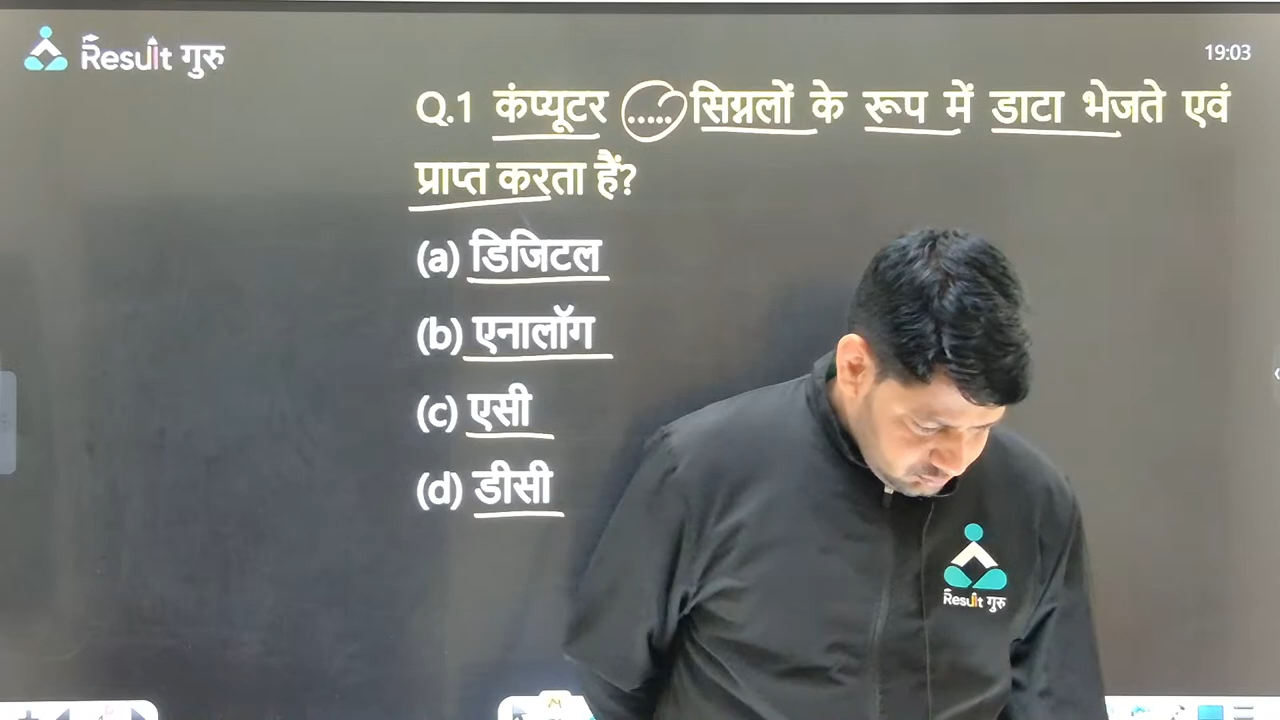 Result गुरु
19:03
Q.1 कंप्यूटर ..... सिग्नलों के रूप में डाटा भेजते एवं
प्राप्त करता हैं?
(a) डिजिटल
(b) एनालॉग
(c) एसी
(d) डीसी
Result गुरु